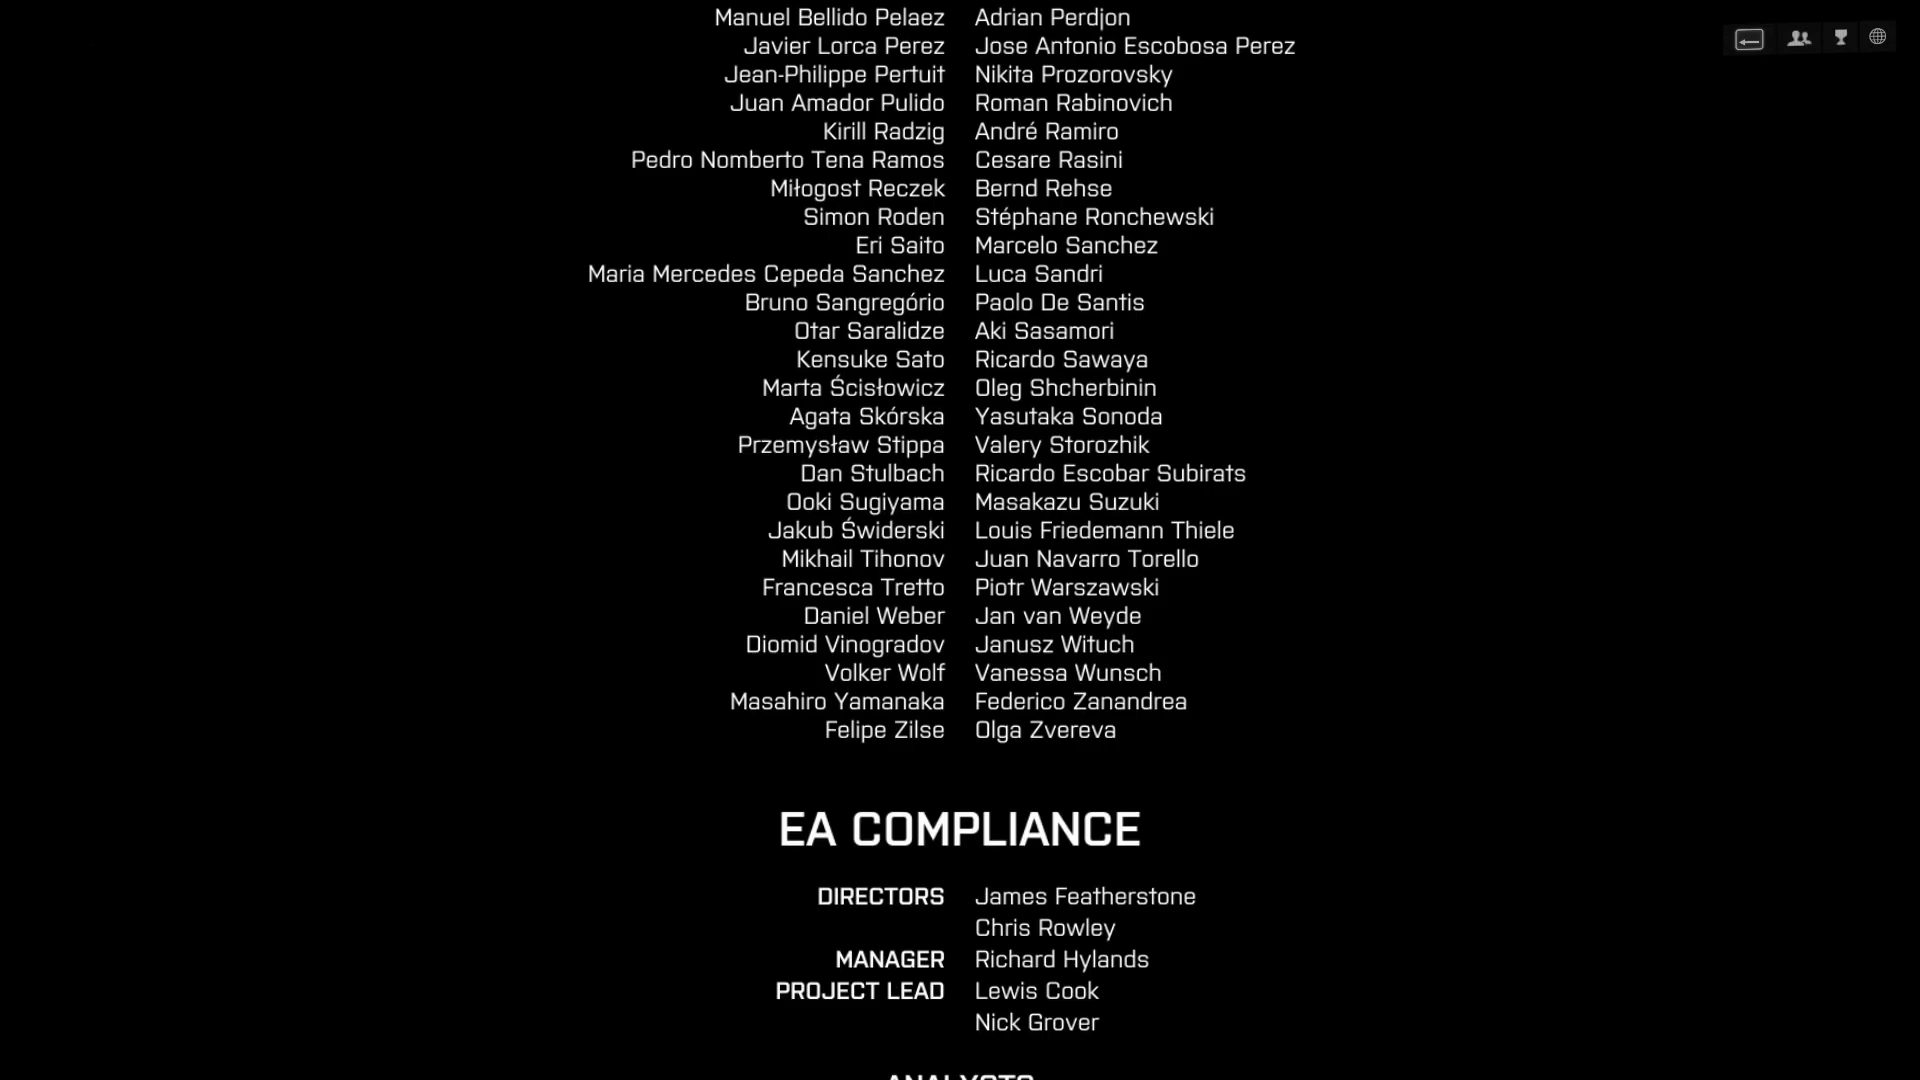 Manuel Bellido Pelaez Adrian Perdjon
Javier Lorca Perez Jose Antonio Escobosa Perez
Jean-Philippe Pertuit Nikita Prozorovsky
Juan Amador Pulido Roman Rabinovich
Kirill Radzig André Ramiro
Pedro Nomberto Tena Ramos Cesare Rasini
Miłogost Reczek Bernd Rehse
Simon Roden Stéphane Ronchewski
Eri Saito Marcelo Sanchez
Maria Mercedes Cepeda Sanchez Luca Sandri
Bruno Sangregório Paolo De Santis
Otar Saralidze Aki Sasamori
Kensuke Sato Ricardo Sawaya
Marta Ścisłowicz Oleg Shcherbinin
Agata Skórska Yasutaka Sonoda
Przemysław Stippa Valery Storozhik
Dan Stulbach Ricardo Escobar Subirats
Ooki Sugiyama Masakazu Suzuki
Jakub Świderski Louis Friedemann Thiele
Mikhail Tihonov Juan Navarro Torello
Francesca Tretto Piotr Warszawski
Daniel Weber Jan van Weyde
Diomid Vinogradov Janusz Wituch
Volker Wolf Vanessa Wunsch
Masahiro Yamanaka Federico Zanandrea
Felipe Zilse Olga Zvereva
EA COMPLIANCE
DIRECTORS James Featherstone
Chris Rowley
MANAGER Richard Hylands
PROJECT LEAD Lewis Cook
Nick Grover
ANALYSTS